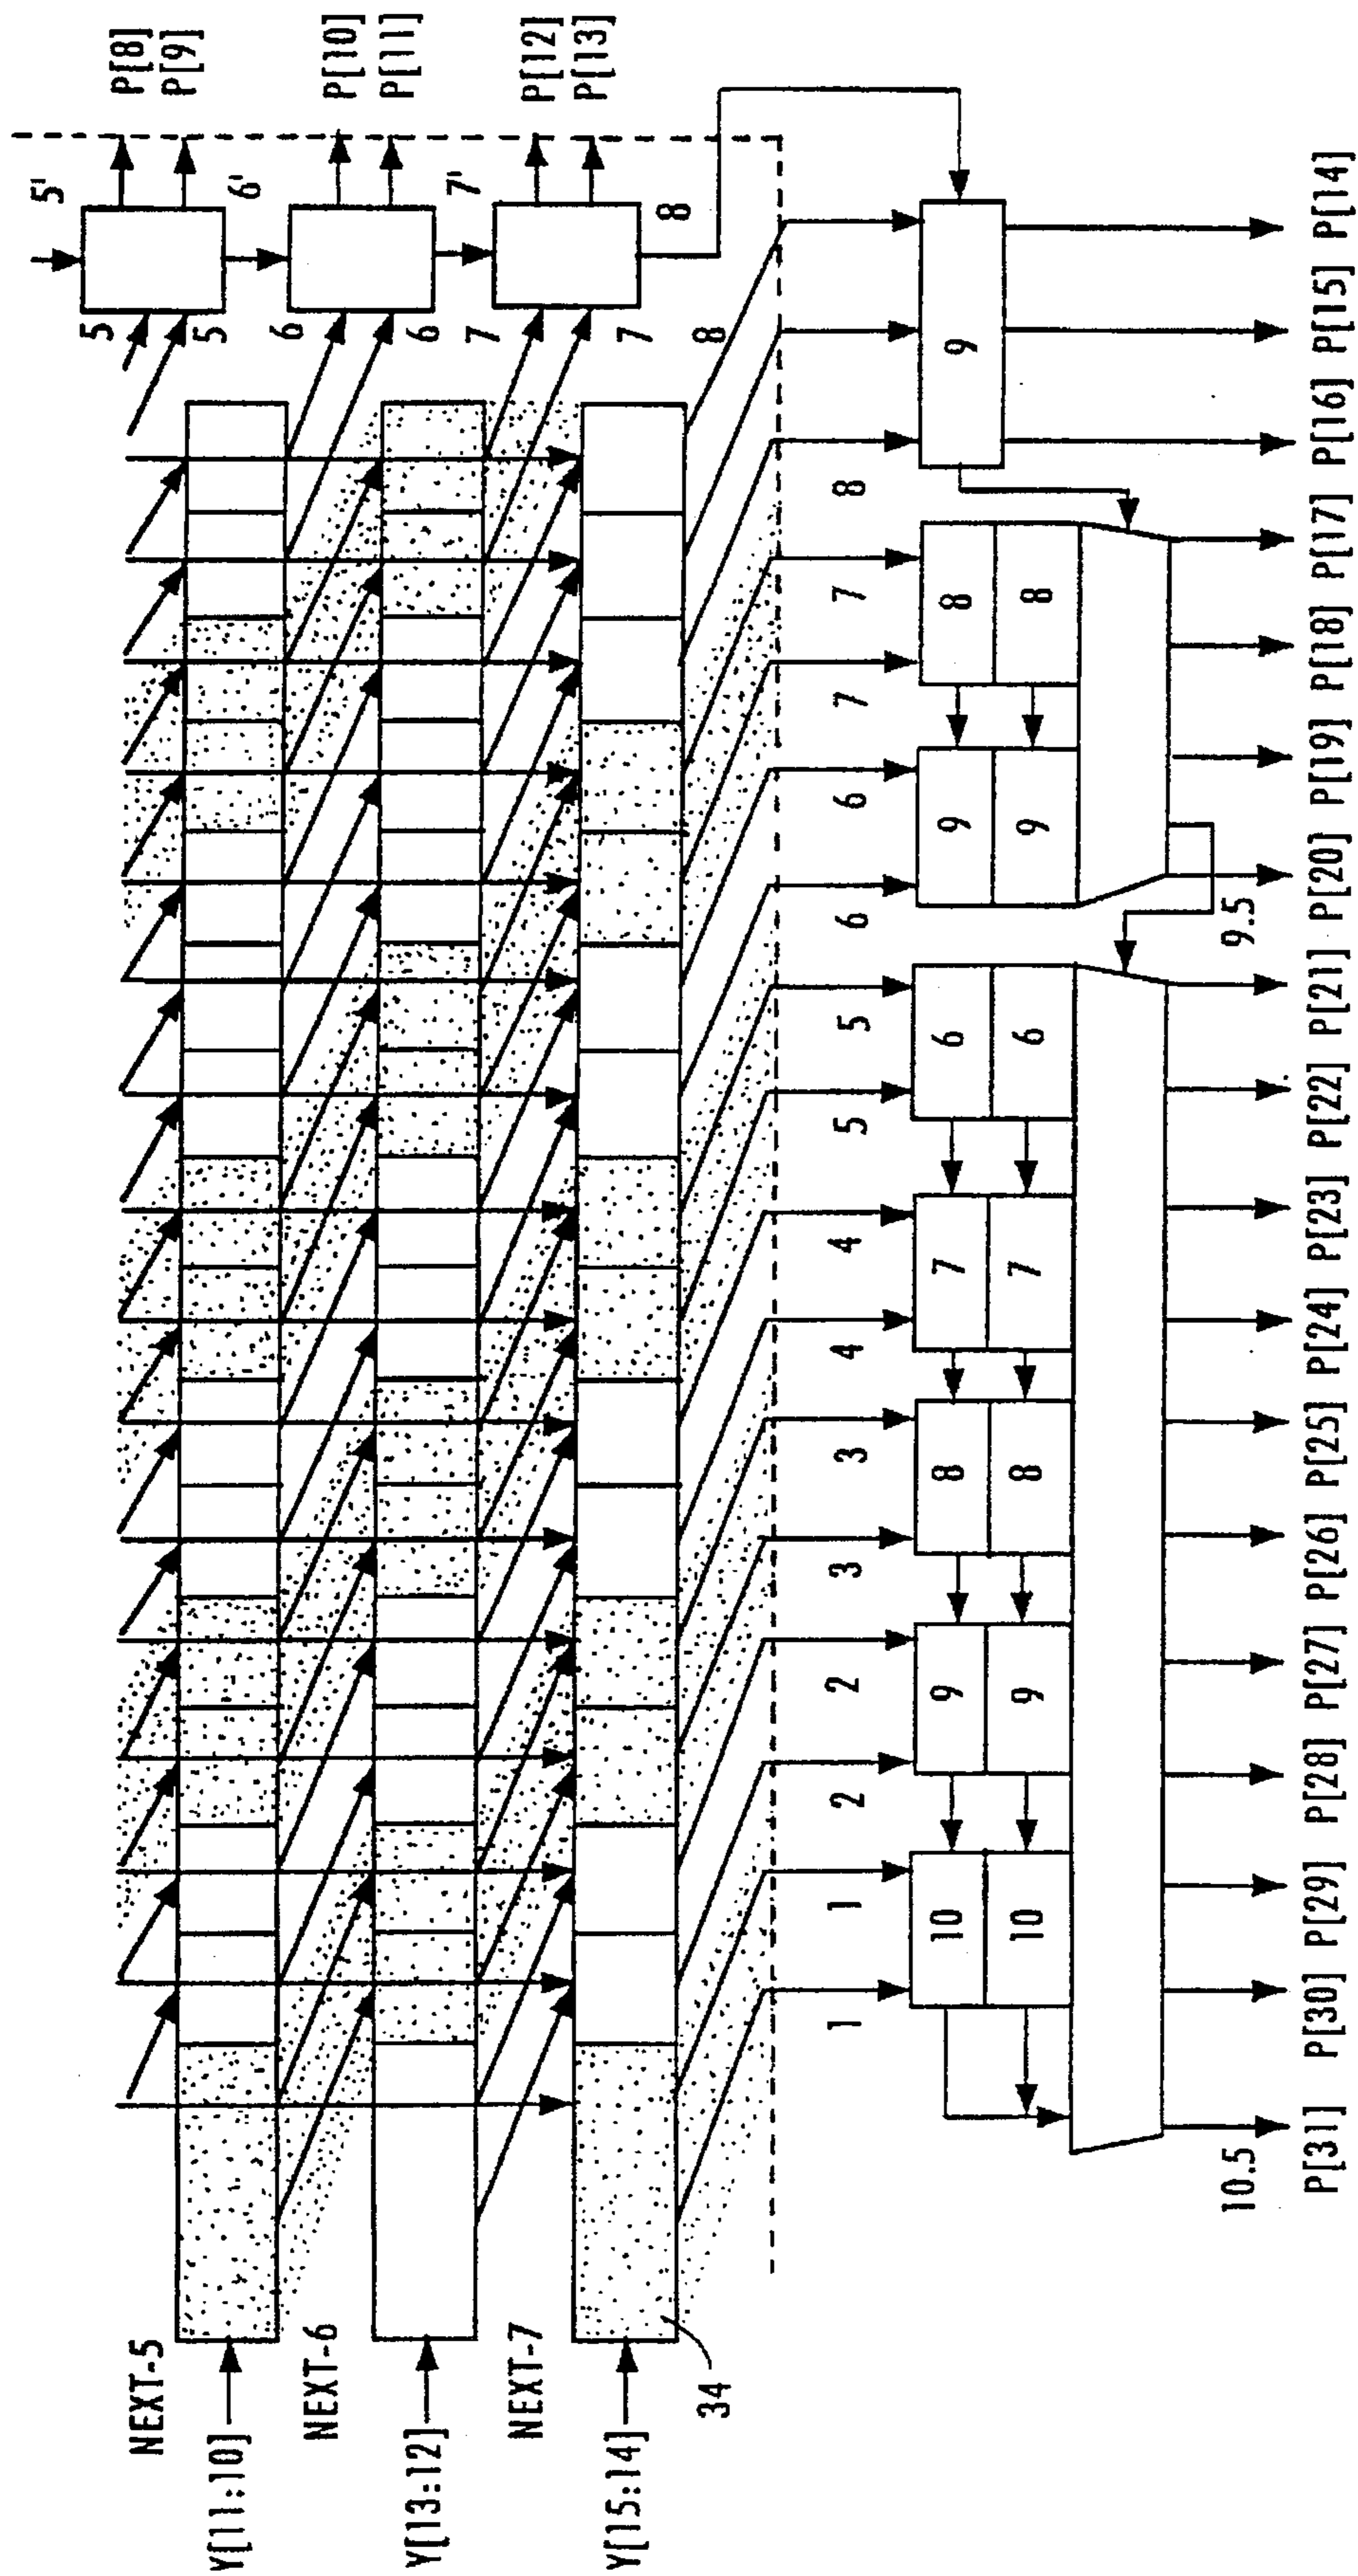 5'
P[8]
P[9]
5
5
6'
P[10]
P[11]
6
6
7'
P[12]
P[13]
7
7
8
8
NEXT-5
Y[11:10]
NEXT-6
Y[13:12]
NEXT-7
Y[15:14]
34
1
1
2
2
3
3
4
4
5
5
6
6
7
7
8
10
9
8
7
6
9
8
9
10
9
8
7
6
9
8
10.5
9.5
P[31]
P[30]
P[29]
P[28]
P[27]
P[26]
P[25]
P[24]
P[23]
P[22]
P[21]
P[20]
P[19]
P[18]
P[17]
P[16]
P[15]
P[14]